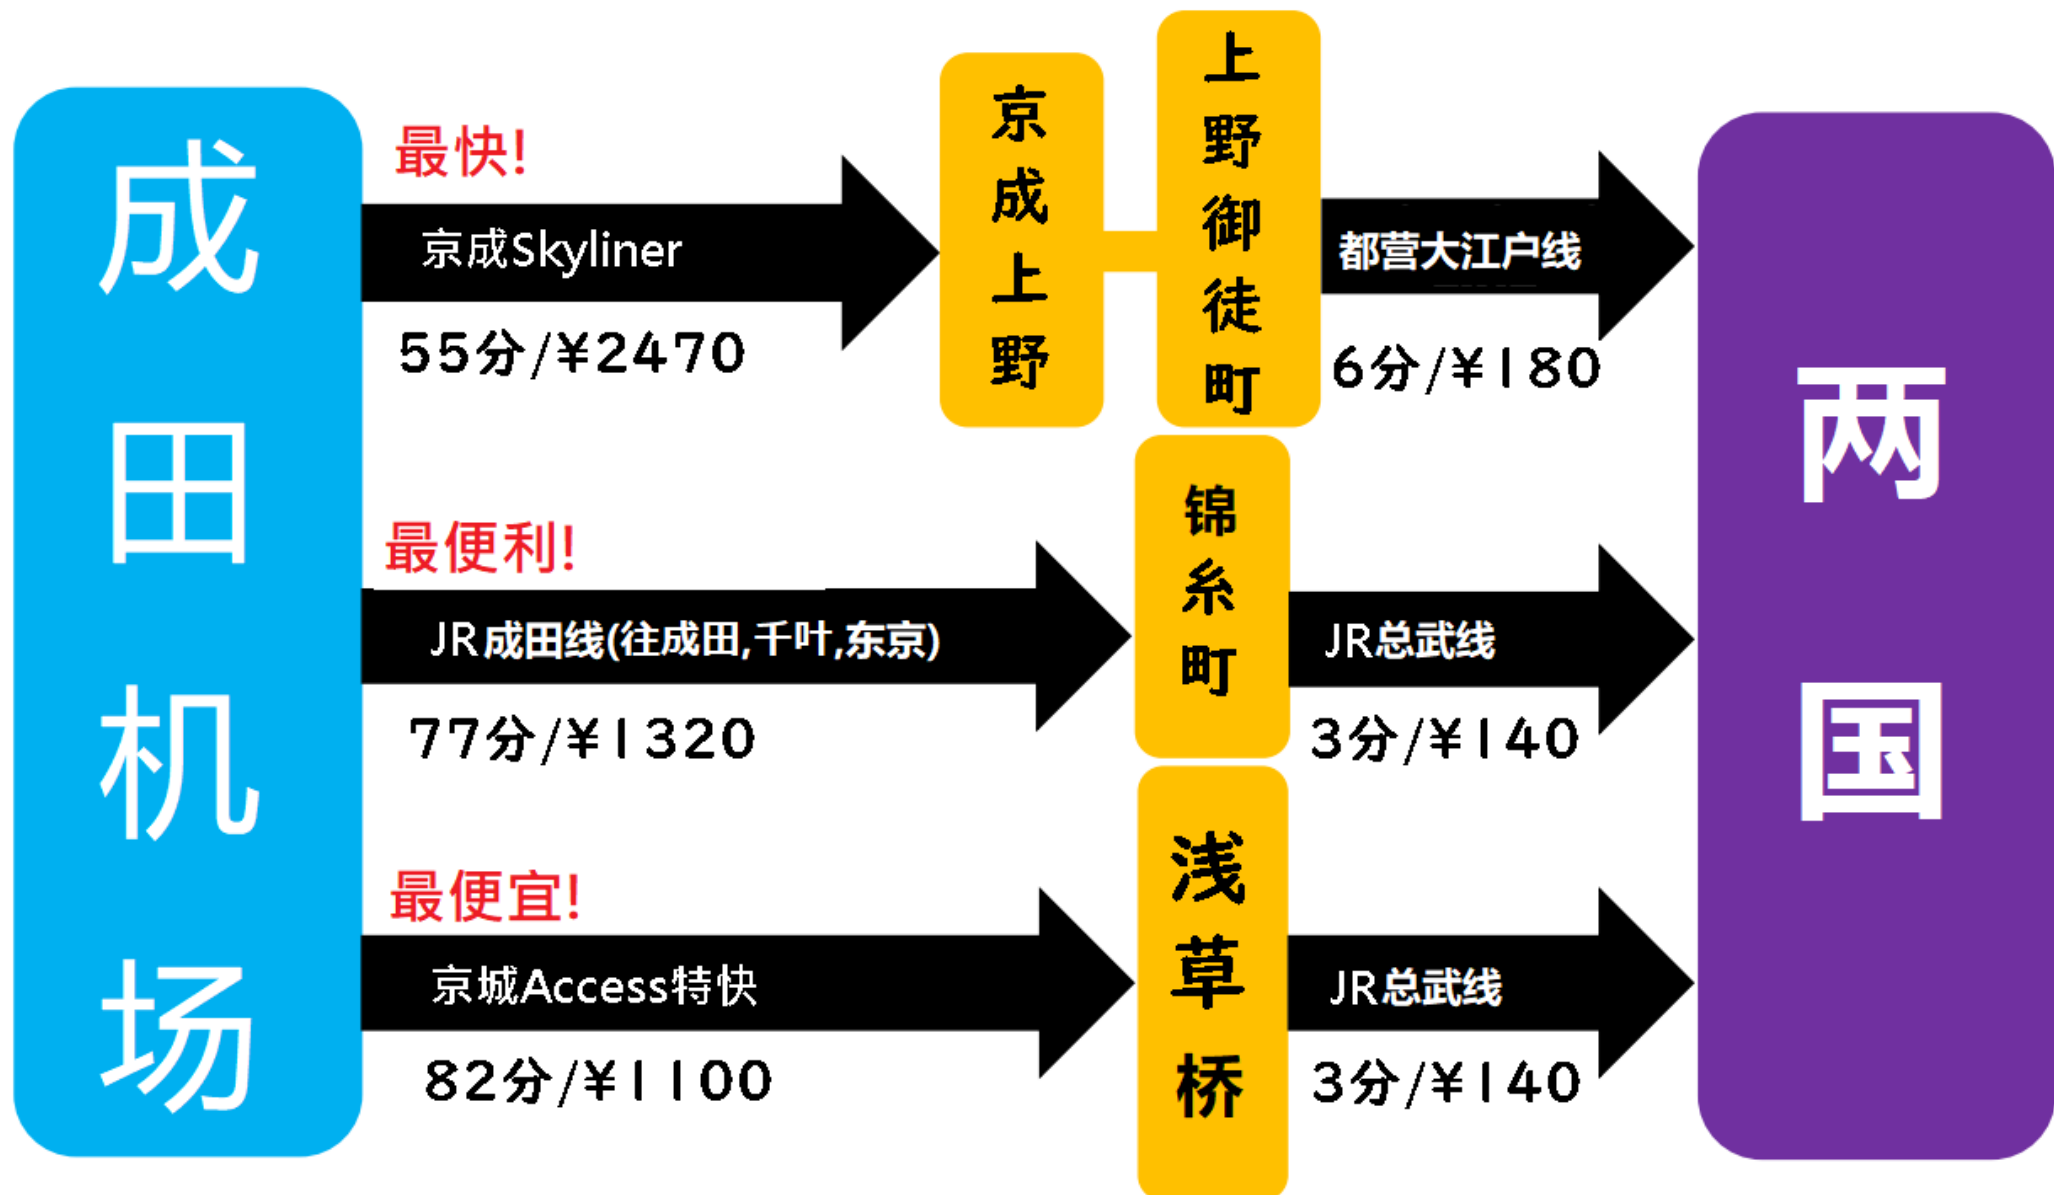 成田机场
最快!
京成Skyliner
55分/¥2470
京成上野
上野御徒町
都营大江户线
6分/¥180
最便利!
JR成田线(往成田,千叶,东京)
77分/¥1320
锦糸町
JR总武线
3分/¥140
最便宜!
京城Access特快
82分/¥1100
浅草桥
JR总武线
3分/¥140
两国